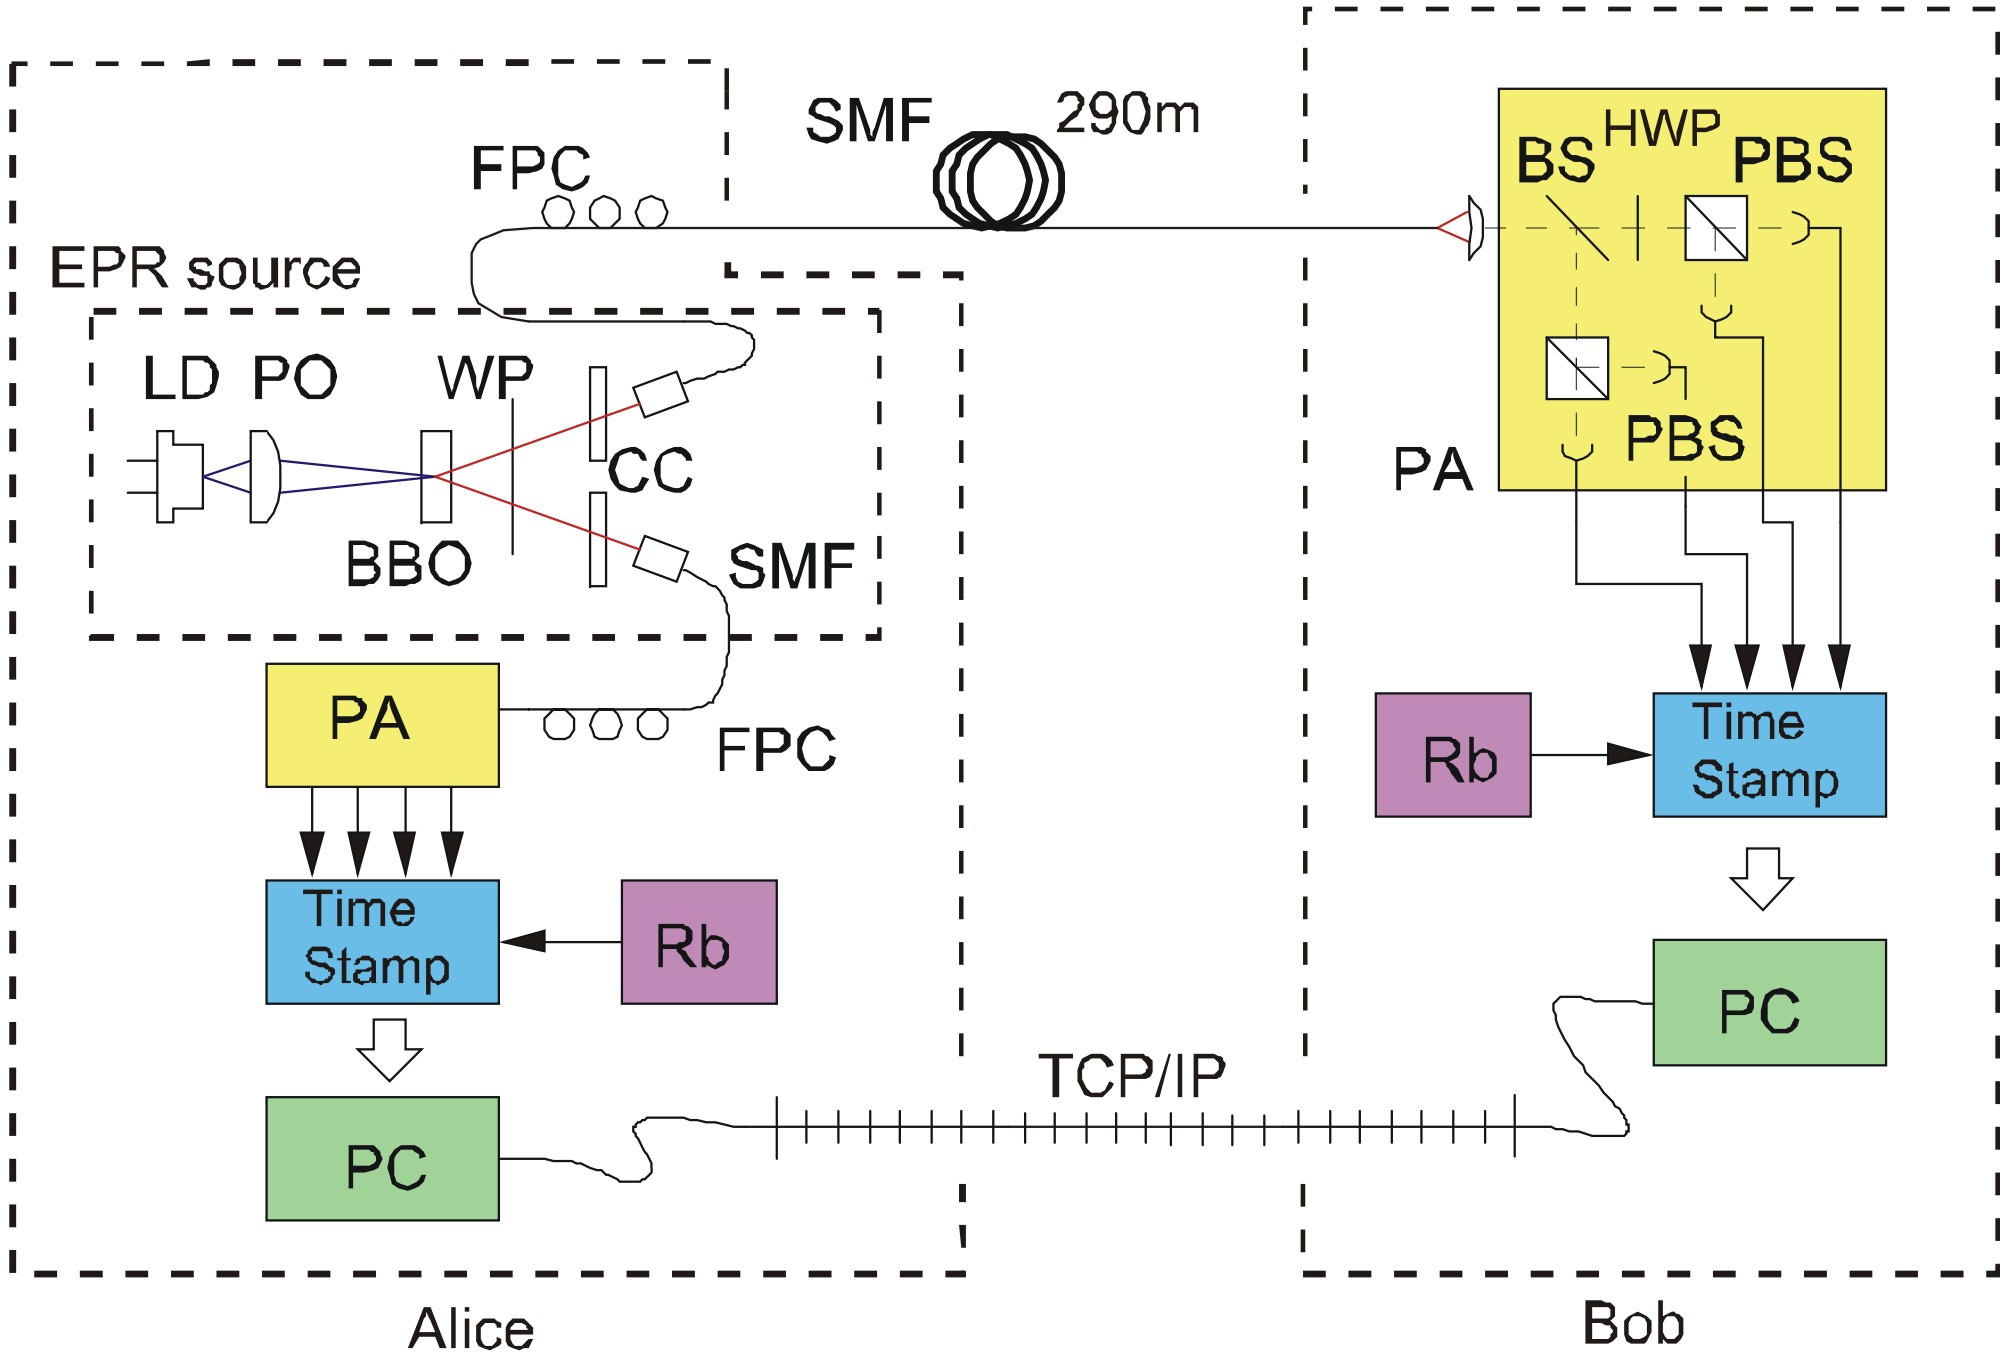 SMF
290m
FPC
BS
HWP
PBS
EPR source
LD
PO
WP
CC
PBS
PA
BBO
SMF
PA
FPC
Time
Stamp
Rb
Time
Stamp
Rb
PC
TCP/IP
PC
Alice
Bob